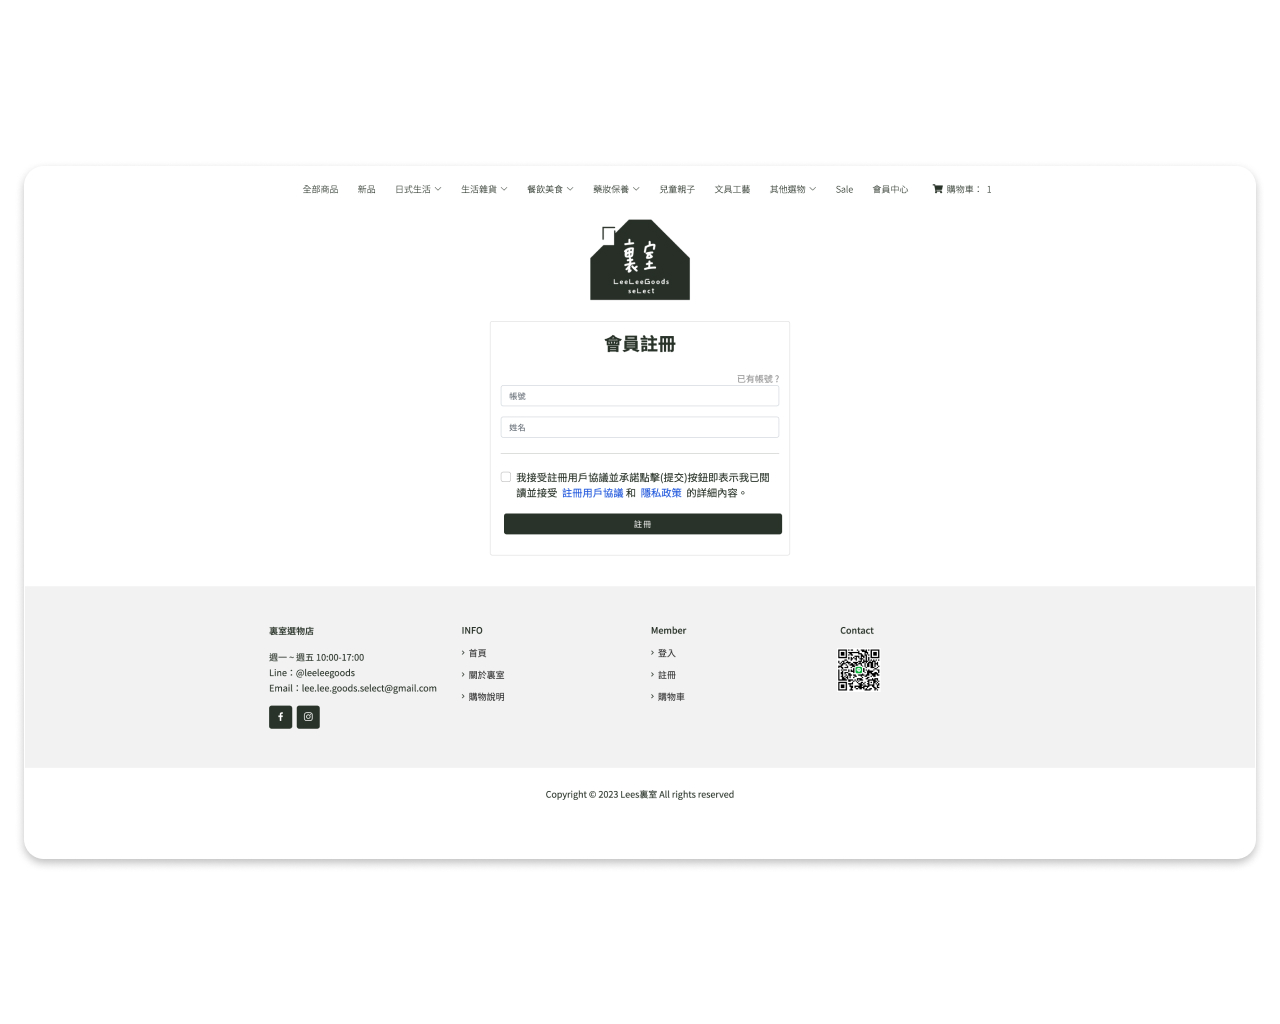 全部商品 新品 日式生活 生活雜貨 餐飲美食 藥妝保養 兒童親子 文具工藝 其他選物 Sale 會員中心 購物車： 1
裏室
LeeLeeGoods
seLect
會員註冊
已有帳號 ?
帳號
姓名
我接受註冊用戶協議並承諾點擊(提交)按鈕即表示我已閱
讀並接受 註冊用戶協議 和 隱私政策 的詳細內容。
註冊
裏室選物店
週一 ~ 週五 10:00-17:00
Line：@leeleegoods
Email：lee.lee.goods.select@gmail.com
INFO
首頁
關於裏室
購物說明
Member
登入
註冊
購物車
Contact
Copyright © 2023 Lees裏室 All rights reserved